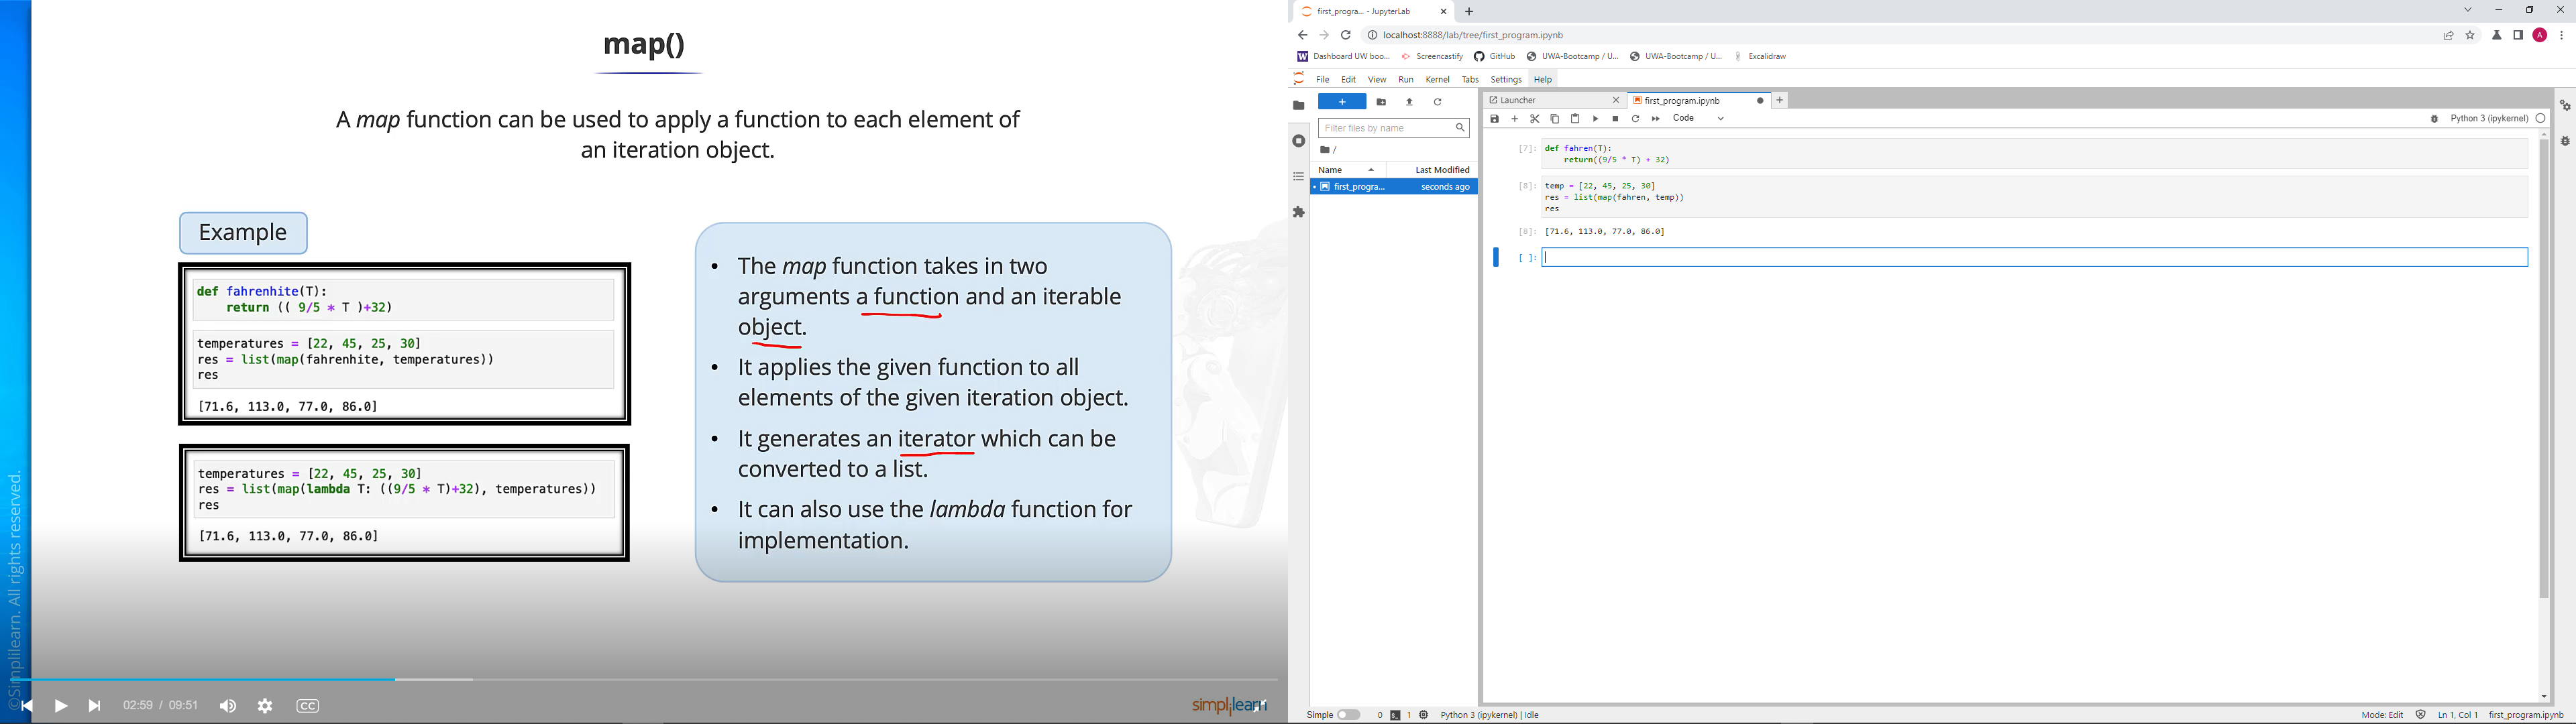 map()
A map function can be used to apply a function to each element of
an iteration object.
Example
def fahrenhite(T):
    return (( 9/5 * T )+32)
temperatures = [22, 45, 25, 30]
res = list(map(fahrenhite, temperatures))
res
[71.6, 113.0, 77.0, 86.0]
temperatures = [22, 45, 25, 30]
res = list(map(lambda T: ((9/5 * T)+32), temperatures))
res
[71.6, 113.0, 77.0, 86.0]
• The map function takes in two
arguments a function and an iterable
object.
• It applies the given function to all
elements of the given iteration object.
• It generates an iterator which can be
converted to a list.
• It can also use the lambda function for
implementation.
©Simplilearn. All rights reserved.
02:59 / 09:51
CC
simplilearn
first_progra... - JupyterLab
localhost:8888/lab/tree/first_program.ipynb
A
W Dashboard UW boo... Screencastify GitHub UWA-Bootcamp / U... UWA-Bootcamp / U... Excalidraw
File Edit View Run Kernel Tabs Settings Help
Filter files by name
/
Name Last Modified
first_progra... seconds ago
Launcher
first_program.ipynb
Code
Python 3 (ipykernel)
[7]: def fahren(T):
    return((9/5 * T) + 32)
[8]: temp = [22, 45, 25, 30]
res = list(map(fahren, temp))
res
[8]: [71.6, 113.0, 77.0, 86.0]
[ ]:
Simple 0 1 Python 3 (ipykernel) | Idle
Mode: Edit Ln 1, Col 1 first_program.ipynb